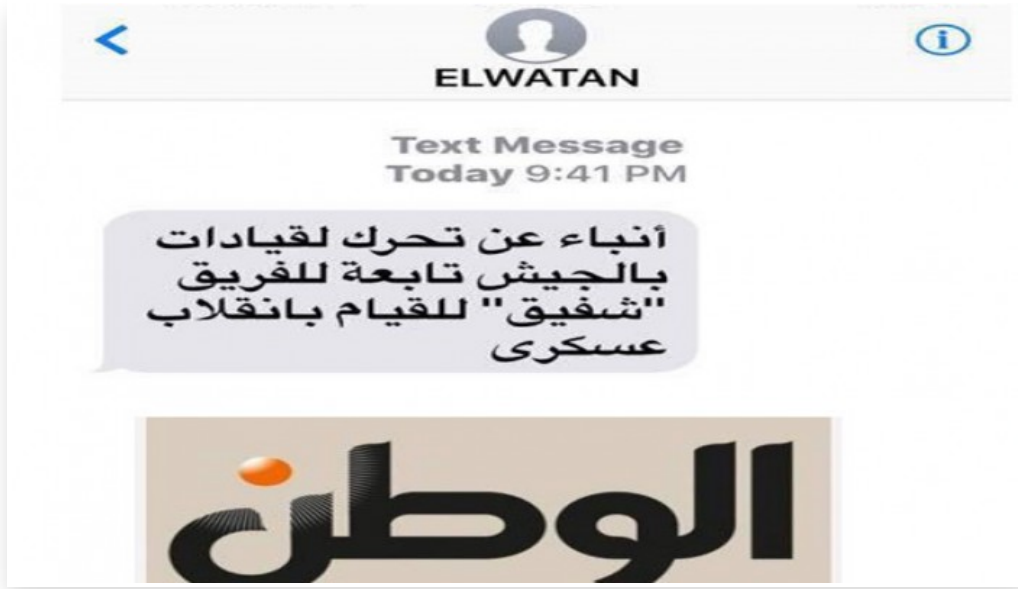 ELWATAN
Text Message
Today 9:41 PM
أنباء عن تحرك لقيادات
بالجيش تابعة للفريق
"شفيق" للقيام بانقلاب
عسكرى
الوطن